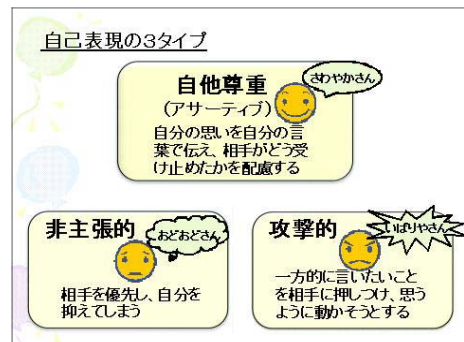 自己表現の3タイプ
自他尊重
さわやかさん
(アサーティブ)
自分の思いを自分の言
葉で伝え、相手がどう受
け止めたかを配慮する
非主張的
おどおどさん
相手を優先し、自分を
抑えてしまう
攻撃的
いばりやさん
一方的に言いたいこと
を相手に押しつけ、思う
ように動かそうとする